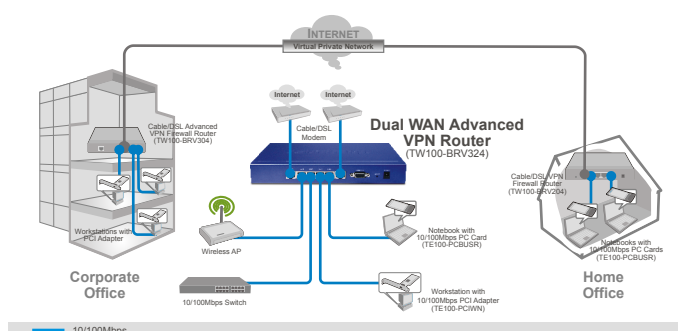 INTERNET
Virtual Private Network
Internet
Internet
Cable/DSL
Modem
Dual WAN Advanced
VPN Router
(TW100-BRV324)
Cable/DSL Advanced
VPN Firewall Router
(TW100-BRV304)
Workstations with
PCI Adapter
Corporate
Office
Wireless AP
10/100Mbps Switch
Notebook with
10/100Mbps PC Card
(TE100-PCBUSR)
Workstation with
10/100Mbps PCI Adapter
(TE100-PCIWN)
Cable/DSL VPN
Firewall Router
(TW100-BRV204)
Notebooks with
10/100Mbps PC Cards
(TE100-PCBUSR)
Home
Office
10/100Mbps